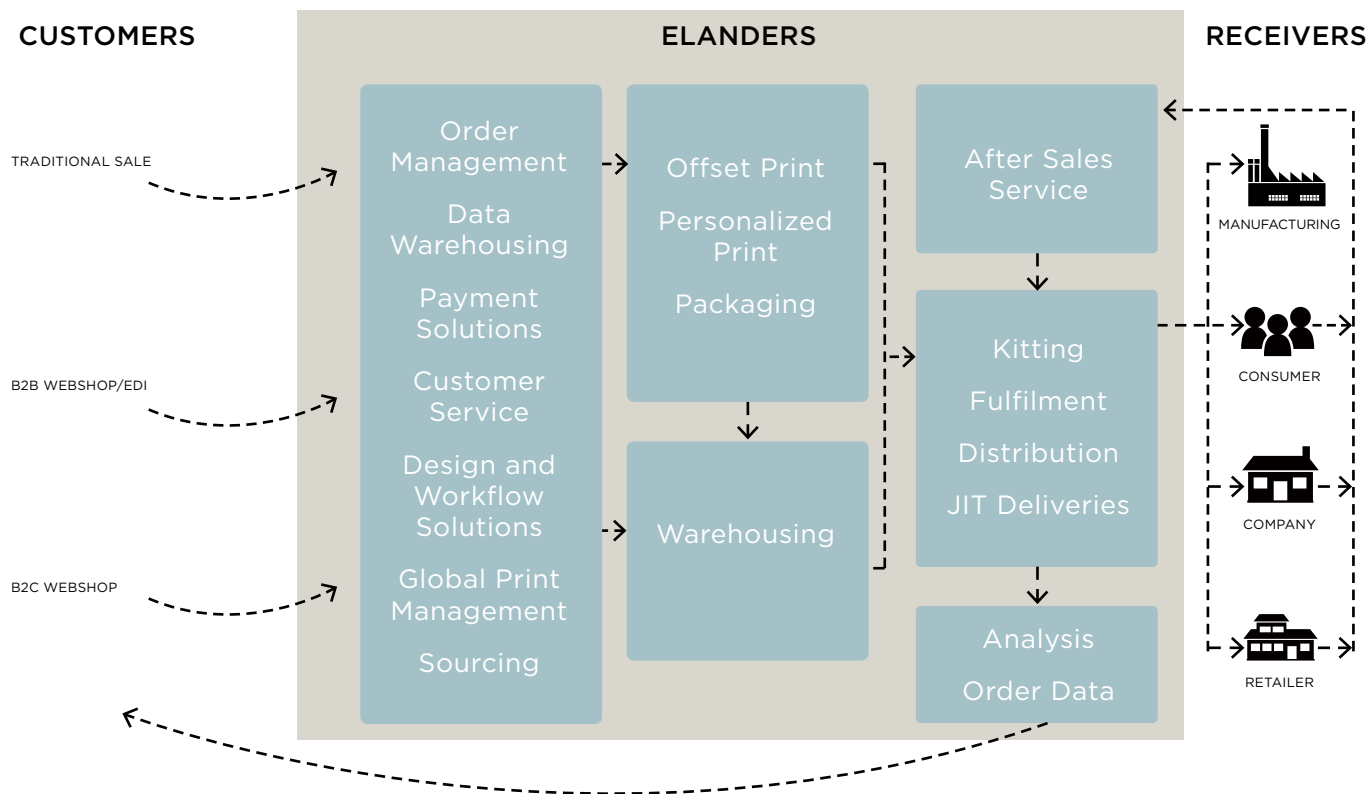 CUSTOMERS
ELANDERS
RECEIVERS
TRADITIONAL SALE
B2B WEBSHOP/EDI
B2C WEBSHOP
Order
Management
Data
Warehousing
Payment
Solutions
Customer
Service
Design and
Workflow
Solutions
Global Print
Management
Sourcing
Offset Print
Personalized
Print
Packaging
Warehousing
After Sales
Service
Kitting
Fulfilment
Distribution
JIT Deliveries
Analysis
Order Data
MANUFACTURING
CONSUMER
COMPANY
RETAILER